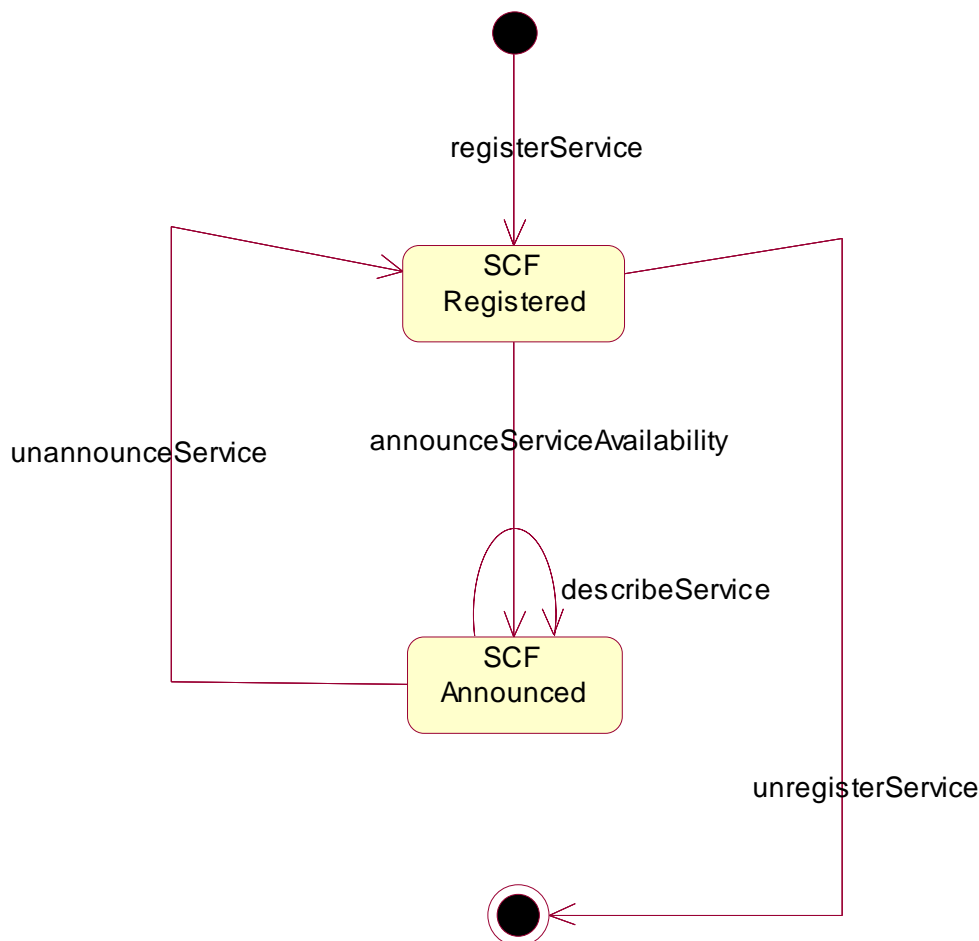 registerService
SCF
Registered
unannounceService
announceServiceAvailability
describeService
SCF
Announced
unregisterService